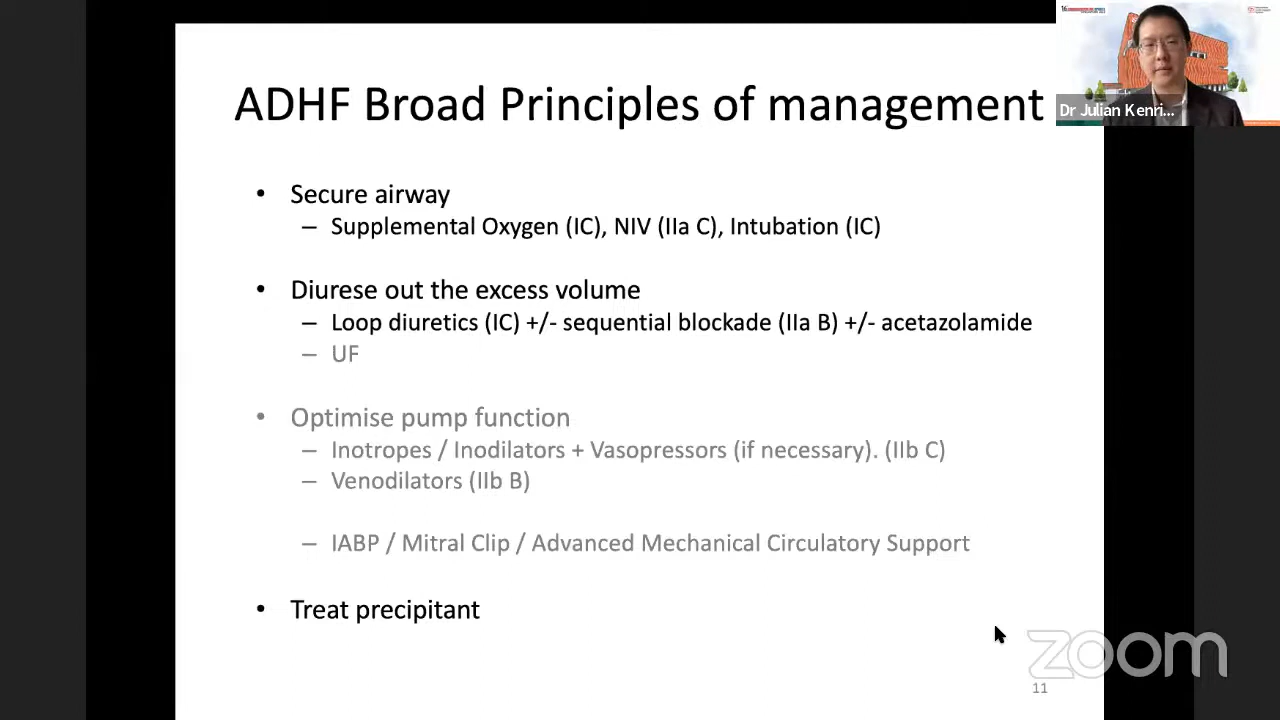 ADHF Broad Principles of management
Dr Julian Kenri...
• Secure airway
– Supplemental Oxygen (IC), NIV (IIa C), Intubation (IC)
• Diurese out the excess volume
– Loop diuretics (IC) +/- sequential blockade (IIa B) +/- acetazolamide
– UF
• Optimise pump function
– Inotropes / Inodilators + Vasopressors (if necessary). (IIb C)
– Venodilators (IIb B)
– IABP / Mitral Clip / Advanced Mechanical Circulatory Support
• Treat precipitant
zoom
11